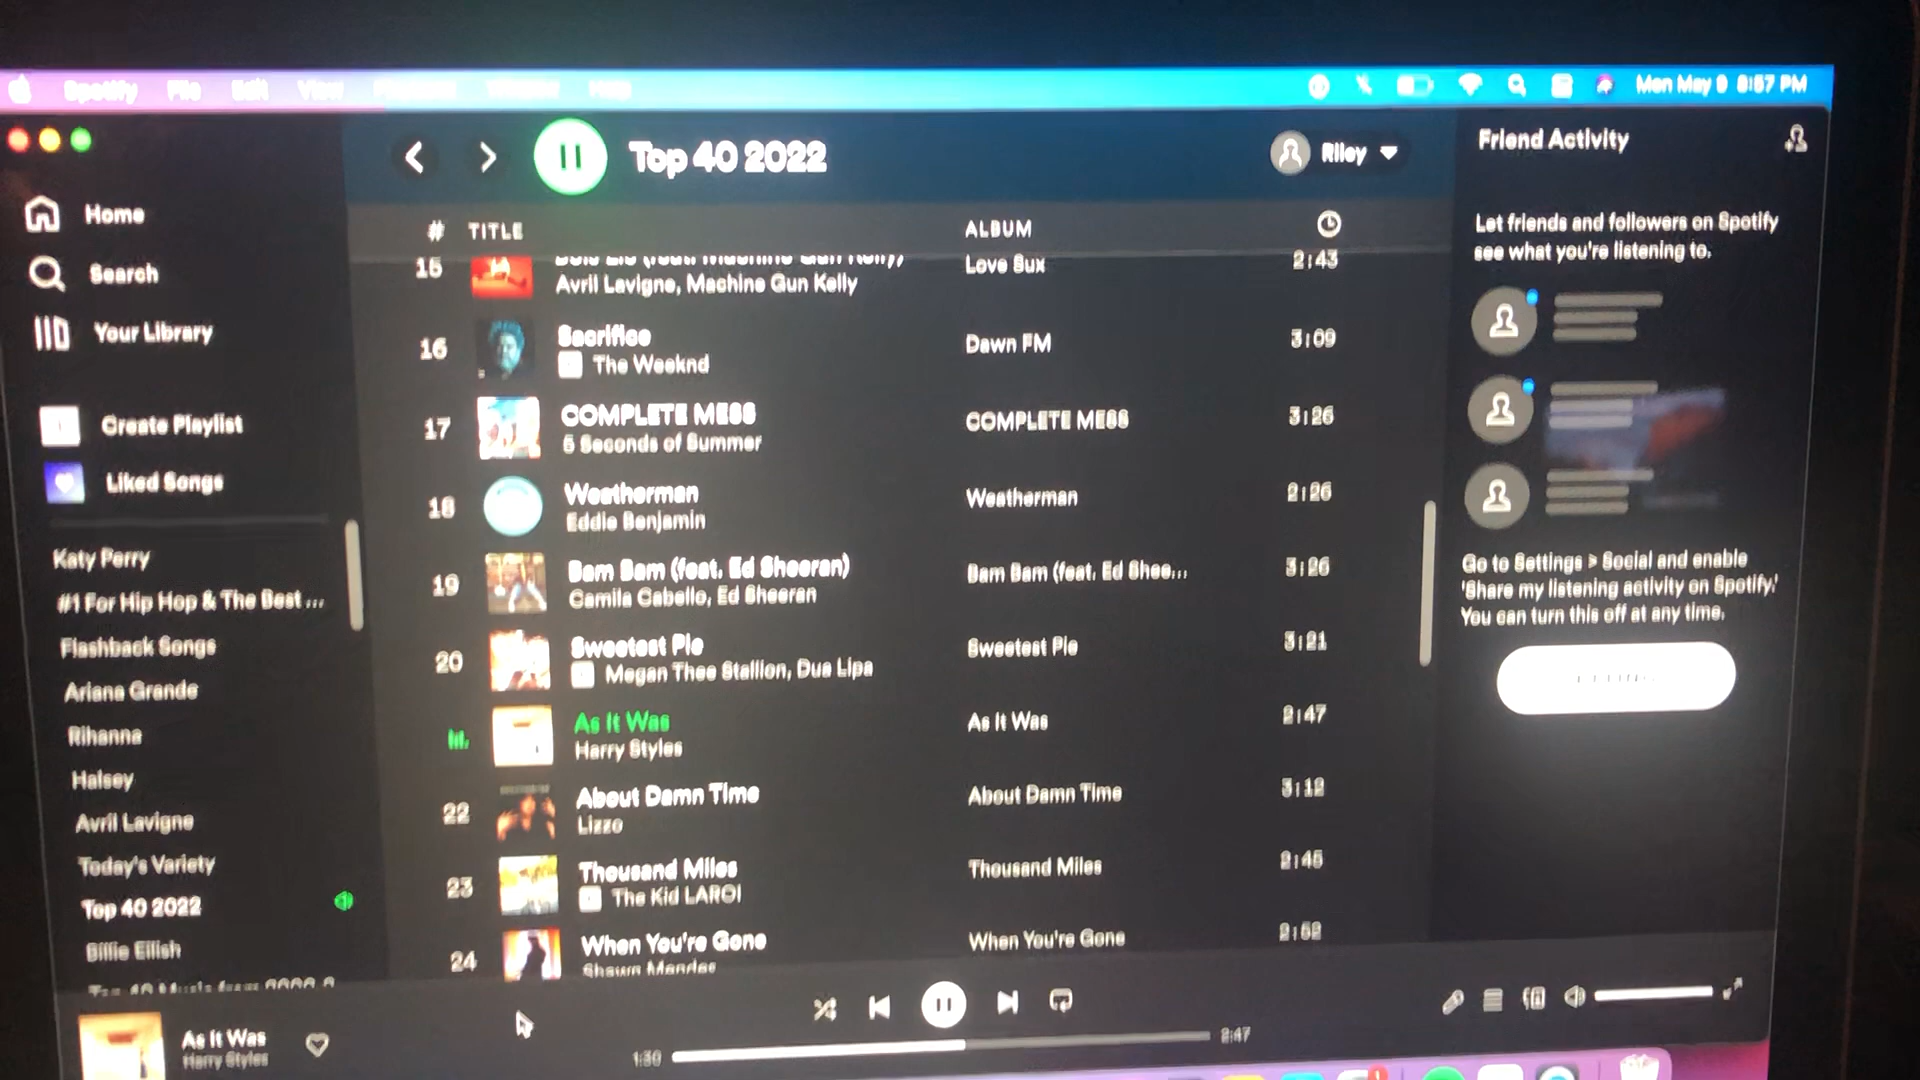 Spotify File Edit View Help
Mon May 9 8:57 PM
Top 40 2022
Riley
Friend Activity
Home
Search
Your Library
Create Playlist
Liked Songs
Katy Perry
#1 For Hip Hop & The Best ...
Flashback Songs
Ariana Grande
Rihanna
Halsey
Avril Lavigne
Today's Variety
Top 40 2022
Billie Eilish
# TITLE ALBUM
15 Love Sux 2:43
Avril Lavigne, Machine Gun Kelly
16 Sacrifice Dawn FM 3:09
The Weeknd
17 COMPLETE MESS COMPLETE MESS 3:26
5 Seconds of Summer
18 Weatherman Weatherman 2:26
Eddie Benjamin
19 Bam Bam (feat. Ed Sheeran) Bam Bam (feat. Ed Shee... 3:26
Camila Cabello, Ed Sheeran
20 Sweetest Pie Sweetest Pie 3:21
Megan Thee Stallion, Dua Lipa
As It Was As It Was 2:47
Harry Styles
22 About Damn Time About Damn Time 3:12
Lizzo
23 Thousand Miles Thousand Miles 2:45
The Kid LAROI
24 When You're Gone When You're Gone 2:52
Shawn Mendes
Let friends and followers on Spotify
see what you're listening to.
Go to Settings > Social and enable
'Share my listening activity on Spotify.'
You can turn this off at any time.
As It Was
Harry Styles
1:30 2:47